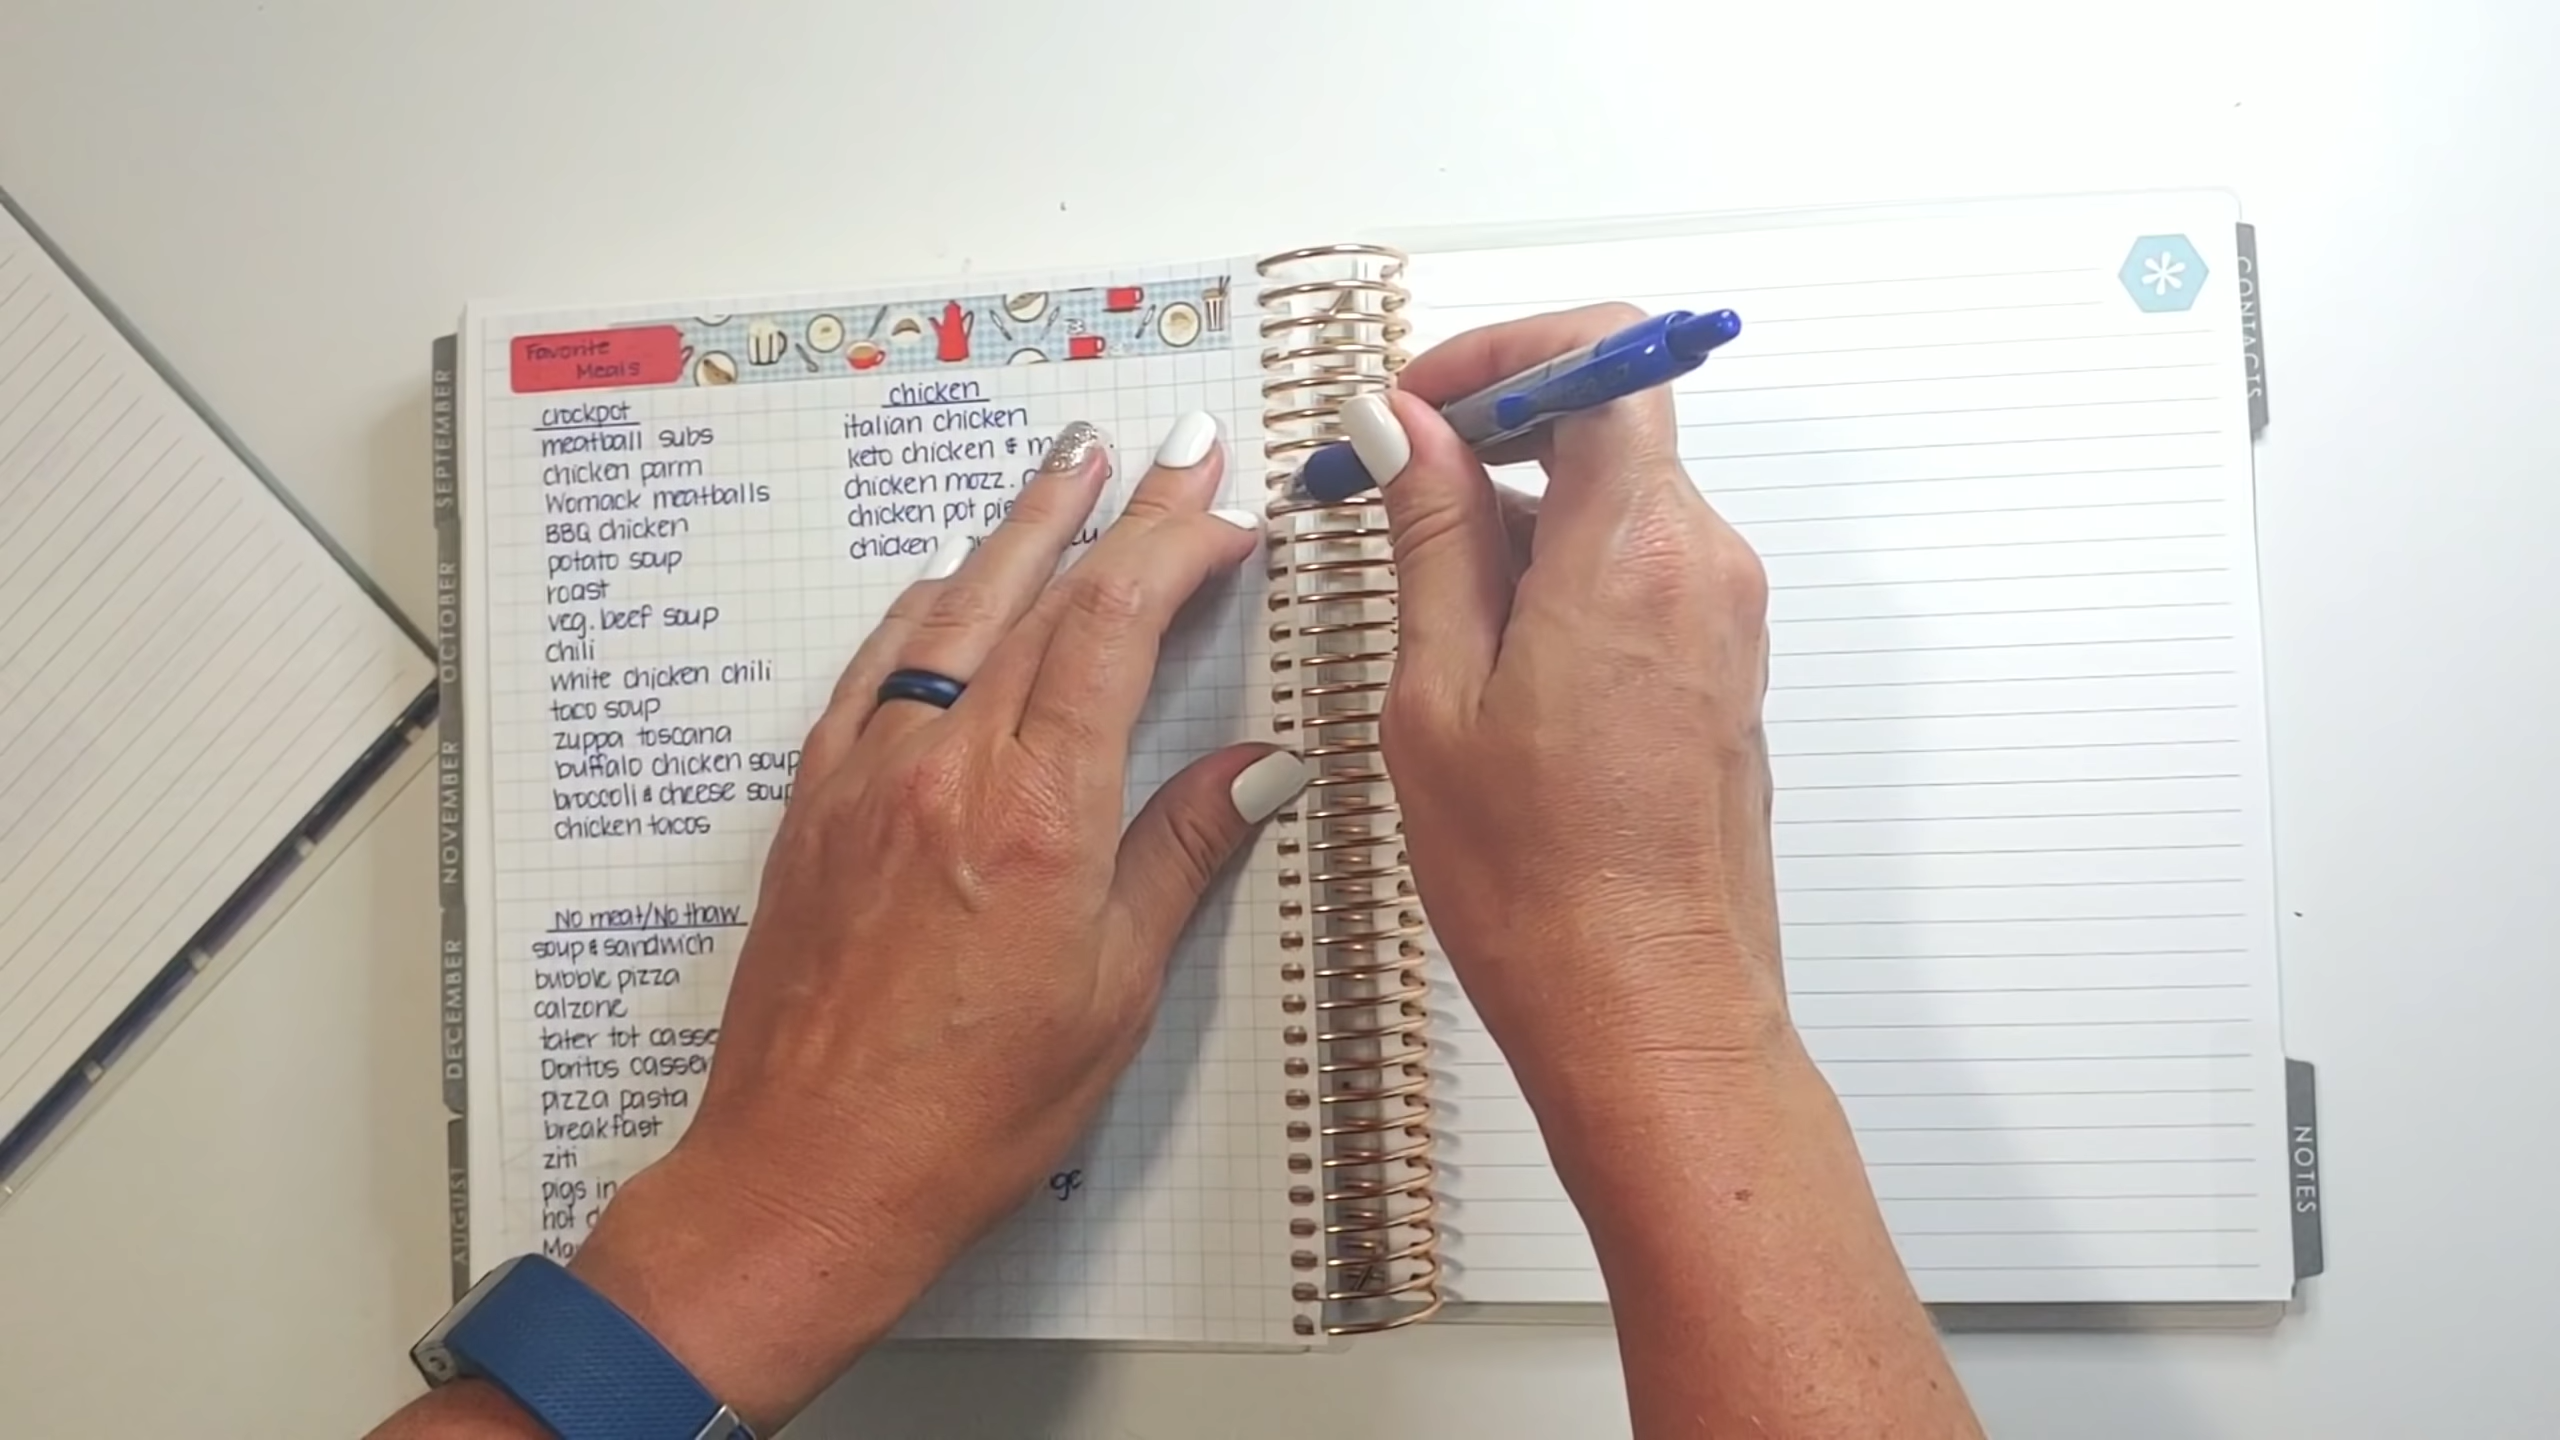 Favorite
Meals
crockpot
meatball subs
chicken parm
Womack meatballs
BBQ chicken
potato soup
roast
veg. beef soup
chili
white chicken chili
taco soup
zuppa toscana
buffalo chicken soup
broccoli & cheese soup
chicken tacos
No meat/No thaw
soup & sandwich
bubble pizza
calzone
tater tot
Doritos
pizza pasta
breakfast
ziti
pigs in
hot
chicken
italian chicken
keto chicken &
chicken mozz.
chicken pot pie
chicken
SEPTEMBER
OCTOBER
NOVEMBER
DECEMBER
AUGUST
CONTACTS
NOTES